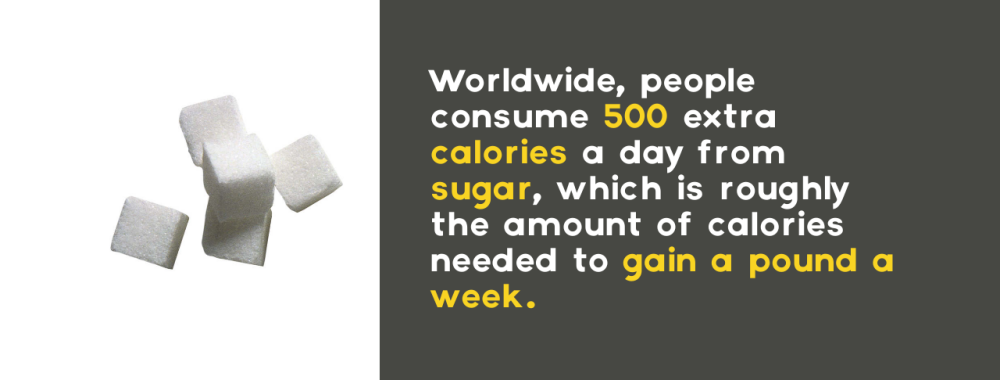 Worldwide, people
consume 500 extra
calories a day from
sugar, which is roughly
the amount of calories
needed to gain a pound a
week.